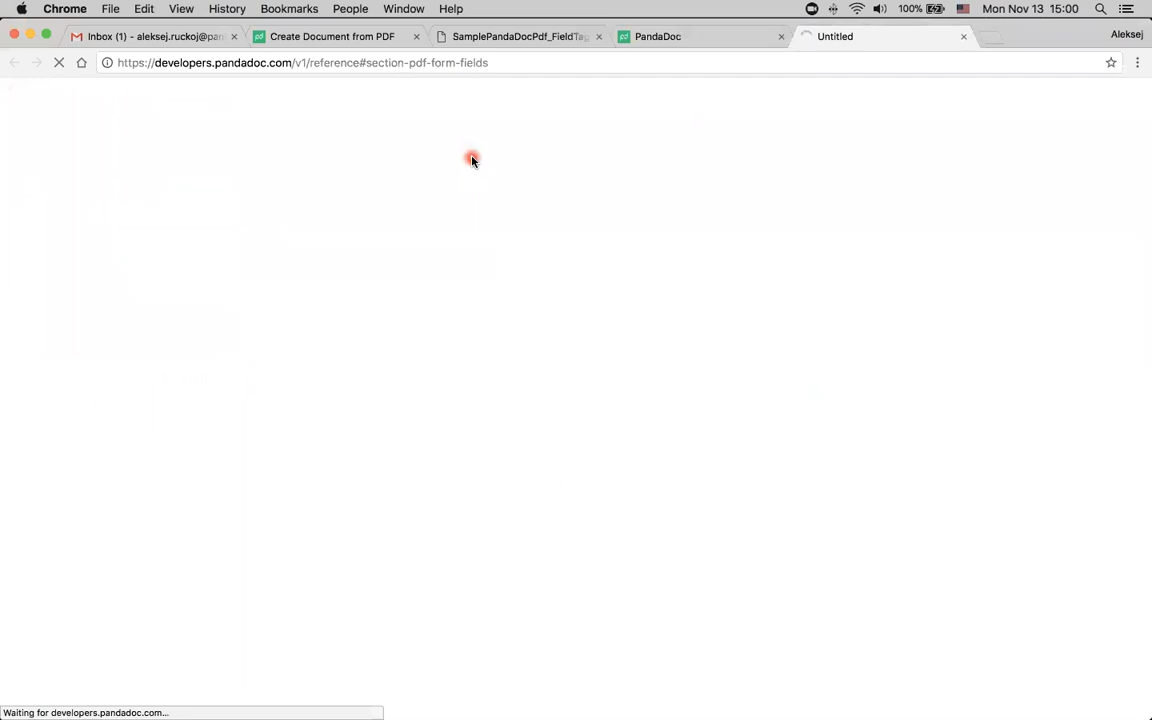 Chrome File Edit View History Bookmarks People Window Help 100% Mon Nov 13 15:00
Inbox (1) - aleksej.ruckoj@pan Create Document from PDF SamplePandaDocPdf_FieldTag PandaDoc Untitled Aleksej
https://developers.pandadoc.com/v1/reference#section-pdf-form-fields
Waiting for developers.pandadoc.com...